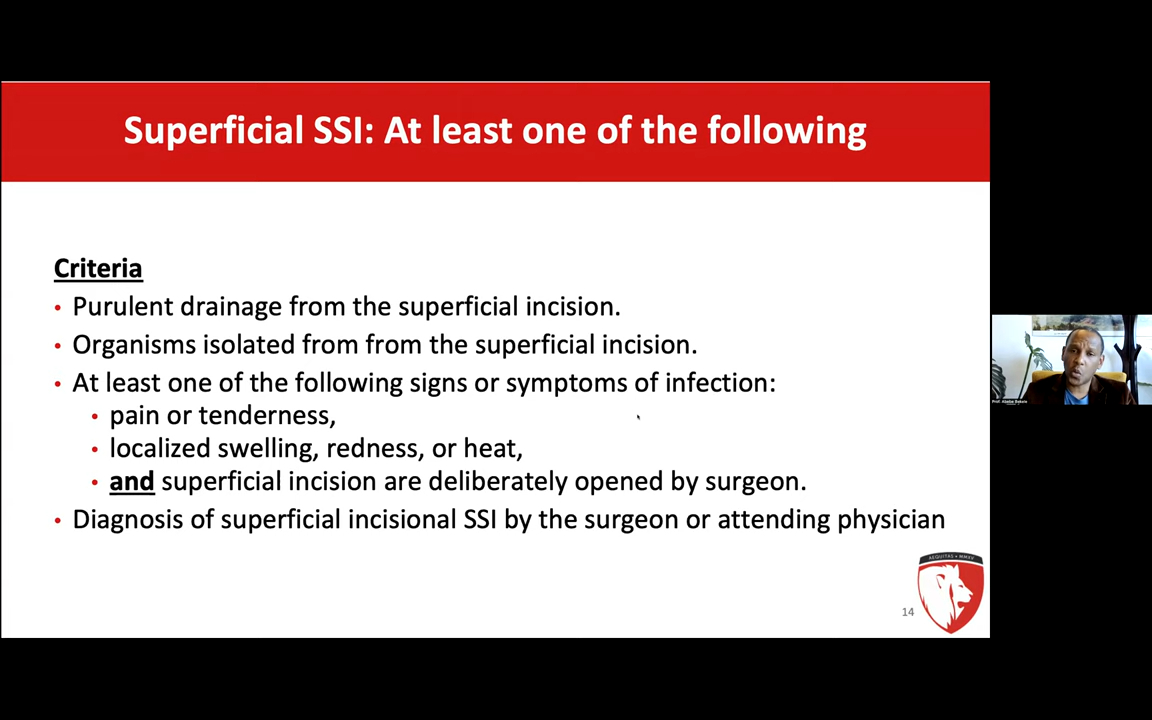 Superficial SSI: At least one of the following
Criteria
• Purulent drainage from the superficial incision.
• Organisms isolated from from the superficial incision.
• At least one of the following signs or symptoms of infection:
• pain or tenderness,
• localized swelling, redness, or heat,
• and superficial incision are deliberately opened by surgeon.
• Diagnosis of superficial incisional SSI by the surgeon or attending physician
AEQUITAS • MMXV
14